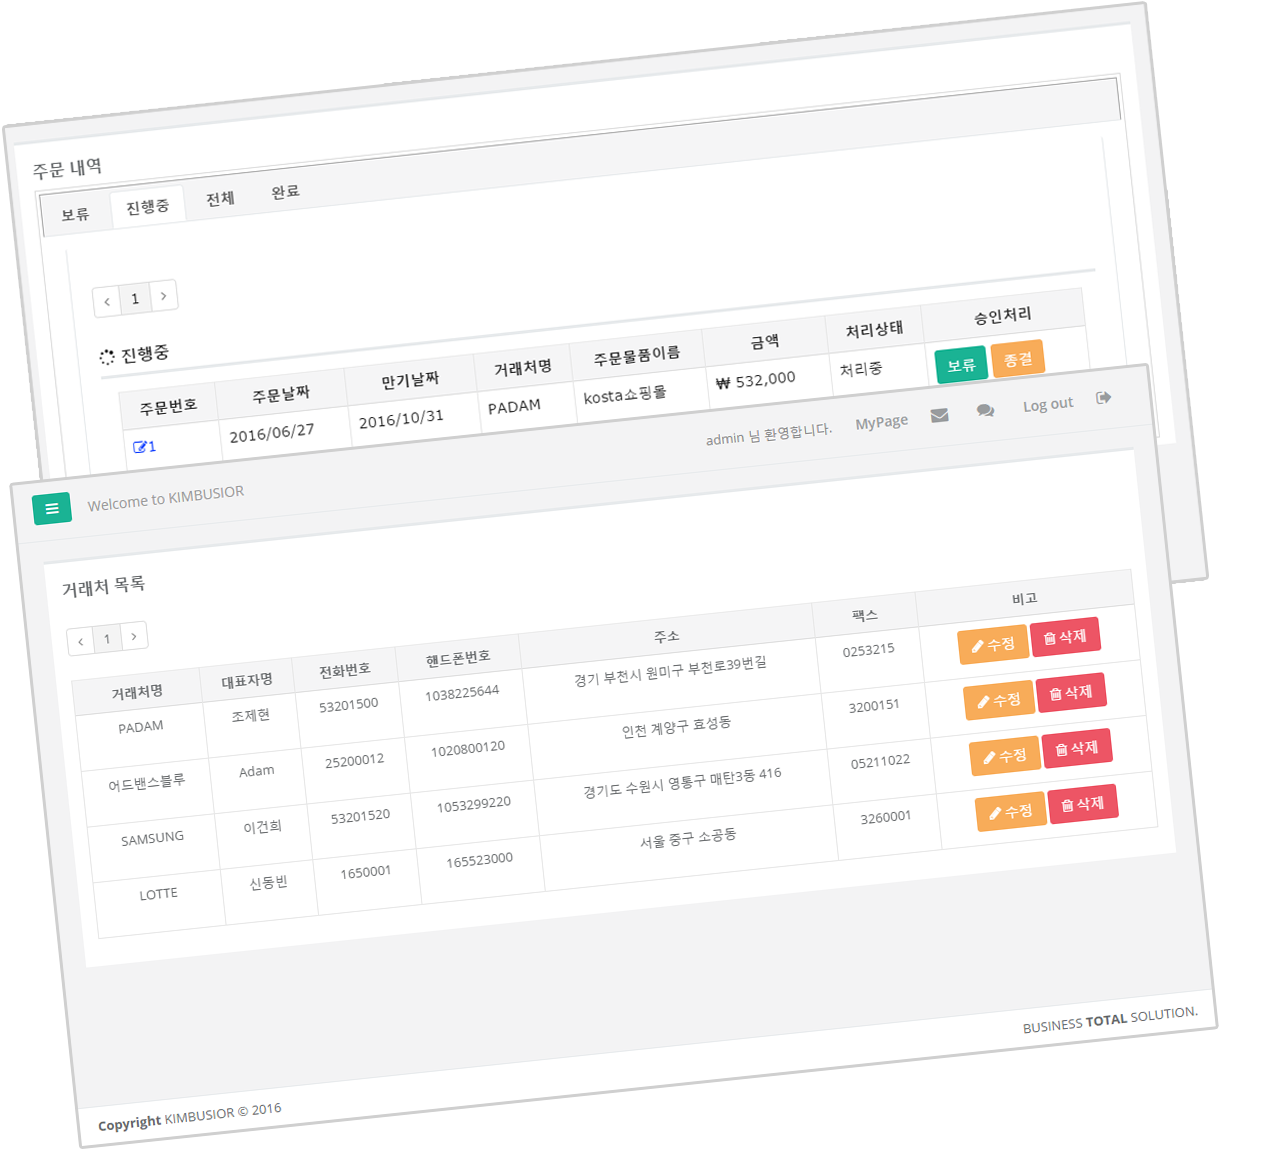 주문 내역
보류 진행중 전체 완료
1
진행중
주문번호 주문날짜 만기날짜 거래처명 주문물품이름 금액 처리상태 승인처리
1 2016/06/27 2016/10/31 PADAM kosta쇼핑몰 ₩ 532,000 처리중 보류 종결
Welcome to KIMBUSIOR admin 님 환영합니다. MyPage Log out
거래처 목록
1
거래처명 대표자명 전화번호 핸드폰번호 주소 팩스 비고
PADAM 조제현 53201500 1038225644 경기 부천시 원미구 부천로39번길 0253215 수정 삭제
어드밴스블루 Adam 25200012 1020800120 인천 계양구 효성동 3200151 수정 삭제
SAMSUNG 이건희 53201520 1053299220 경기도 수원시 영통구 매탄3동 416 05211022 수정 삭제
LOTTE 신동빈 1650001 165523000 서울 중구 소공동 3260001 수정 삭제
BUSINESS TOTAL SOLUTION.
Copyright KIMBUSIOR © 2016